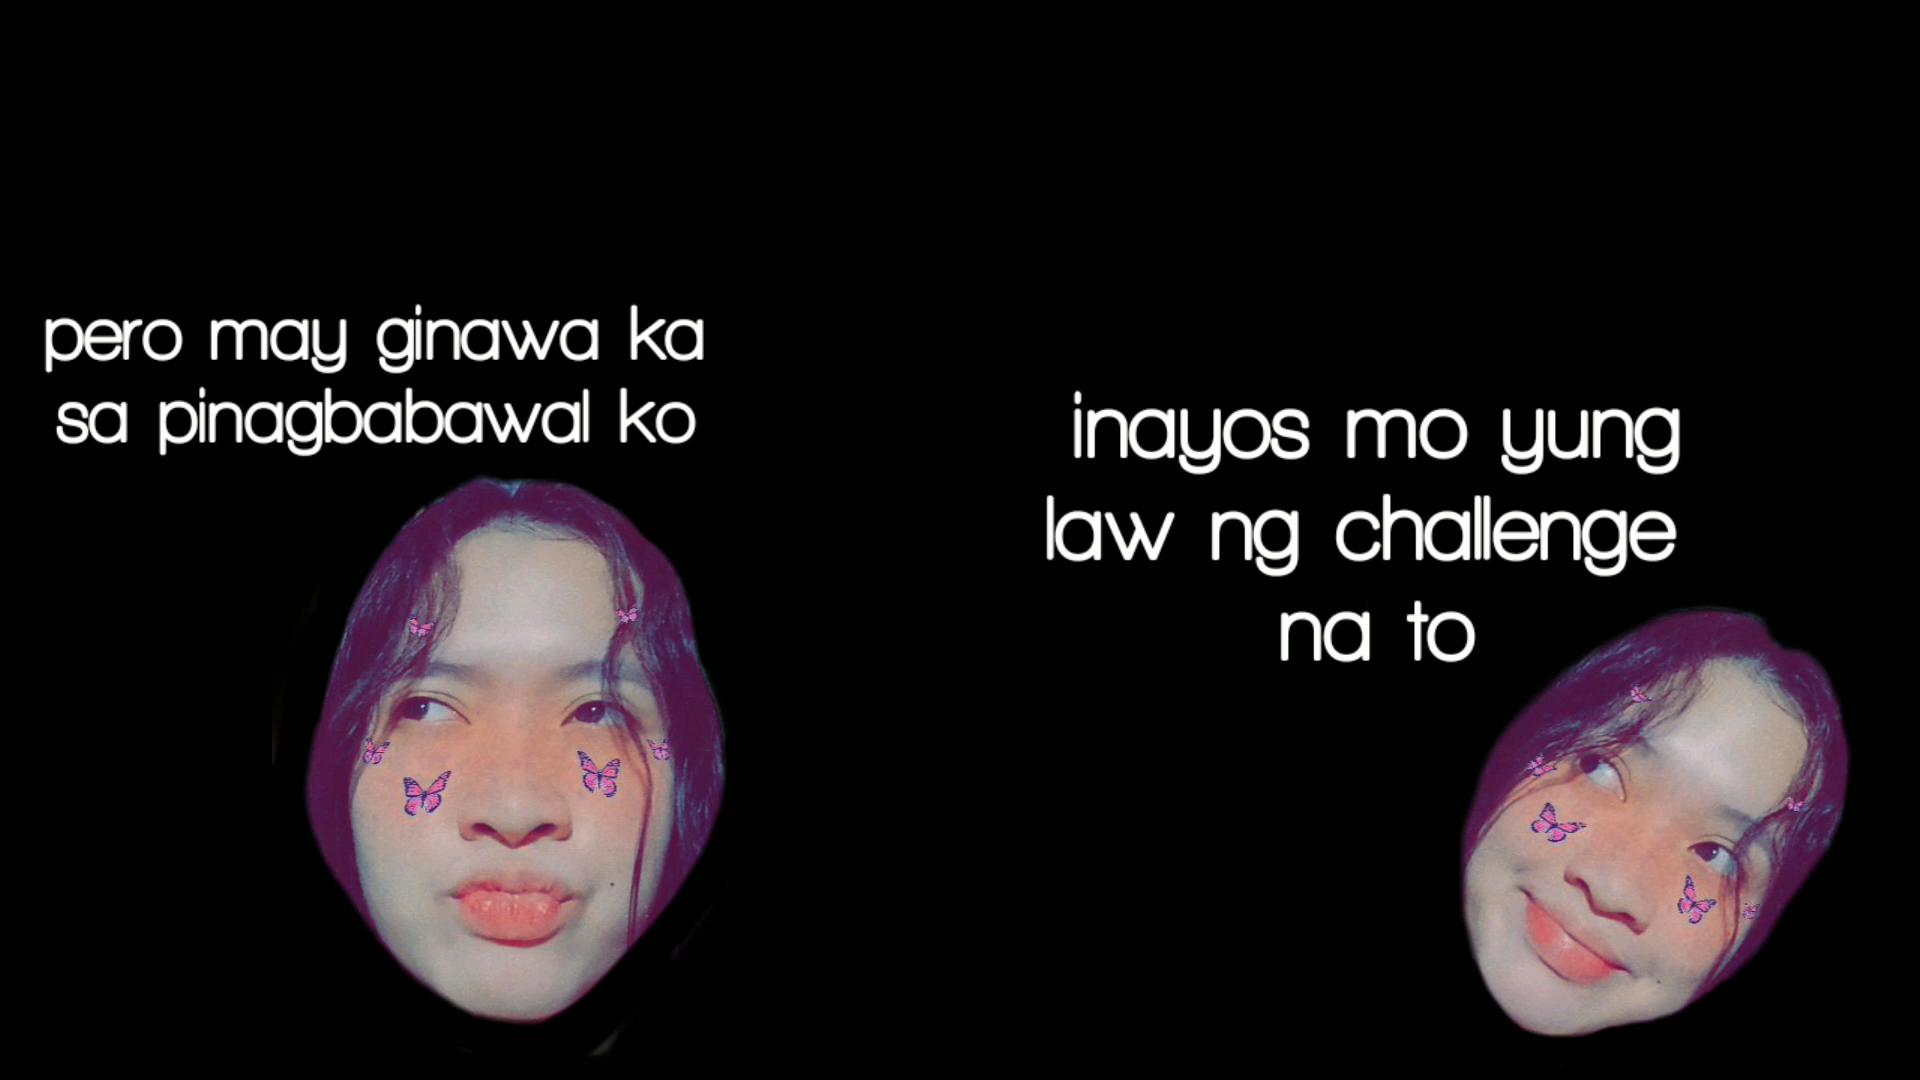 pero may ginawa ka
sa pinagbabawal ko
inayos mo yung
law ng challenge
na to